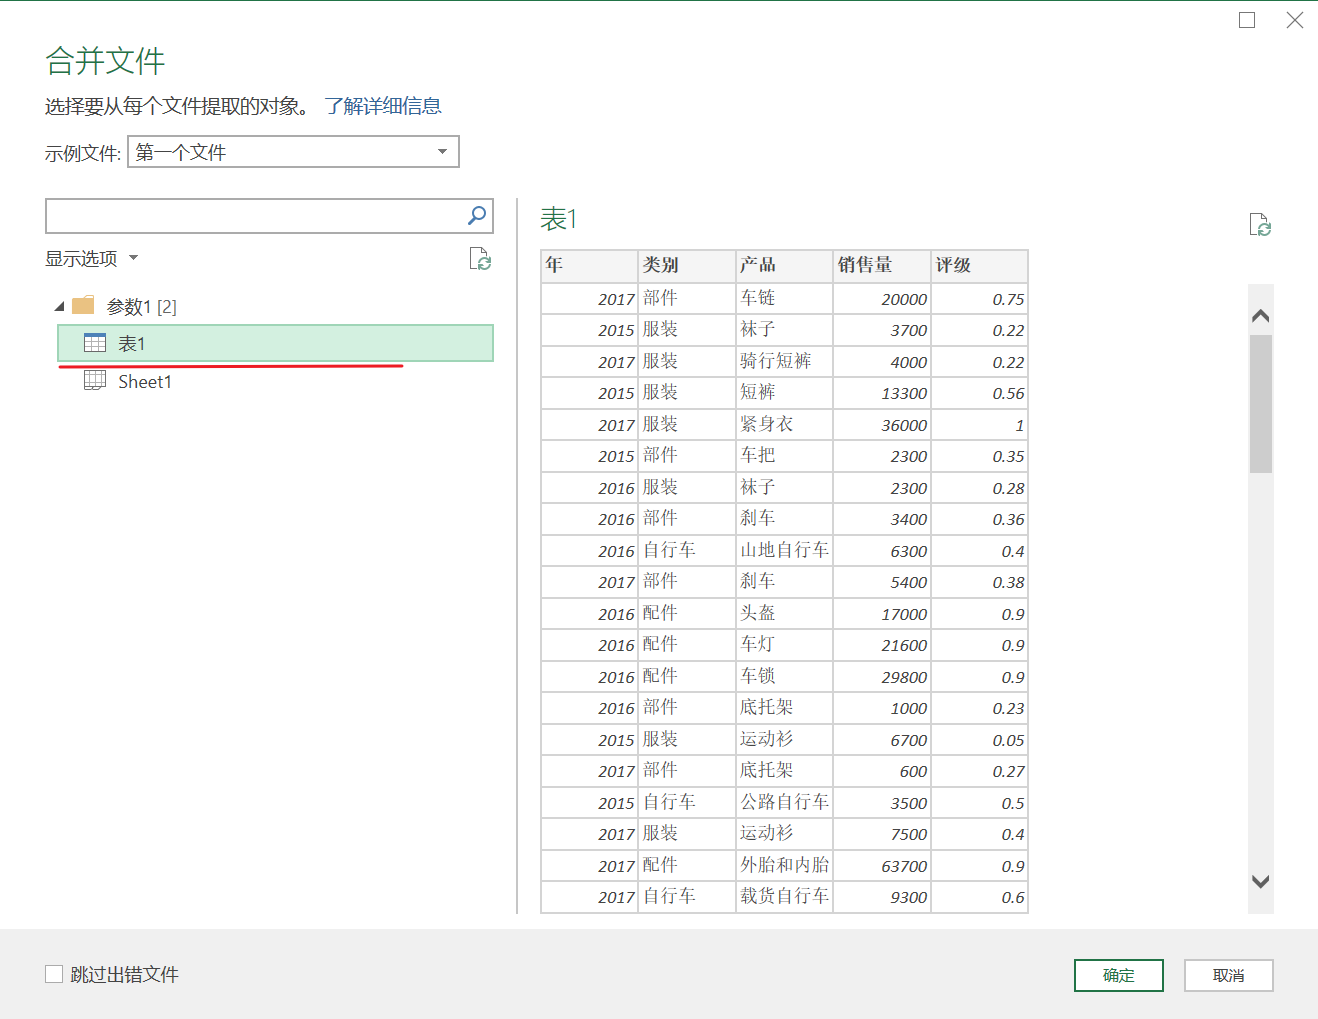 合并文件
选择要从每个文件提取的对象。 了解详细信息
示例文件: 第一个文件
显示选项
参数1 [2]
表1
Sheet1
表1
年 类别 产品 销售量 评级
2017 部件 车链 20000 0.75
2015 服装 袜子 3700 0.22
2017 服装 骑行短裤 4000 0.22
2015 服装 短裤 13300 0.56
2017 服装 紧身衣 36000 1
2015 部件 车把 2300 0.35
2016 服装 袜子 2300 0.28
2016 部件 刹车 3400 0.36
2016 自行车 山地自行车 6300 0.4
2017 部件 刹车 5400 0.38
2016 配件 头盔 17000 0.9
2016 配件 车灯 21600 0.9
2016 配件 车锁 29800 0.9
2016 部件 底托架 1000 0.23
2015 服装 运动衫 6700 0.05
2017 部件 底托架 600 0.27
2015 自行车 公路自行车 3500 0.5
2017 服装 运动衫 7500 0.4
2017 配件 外胎和内胎 63700 0.9
2017 自行车 载货自行车 9300 0.6
跳过出错文件
确定 取消